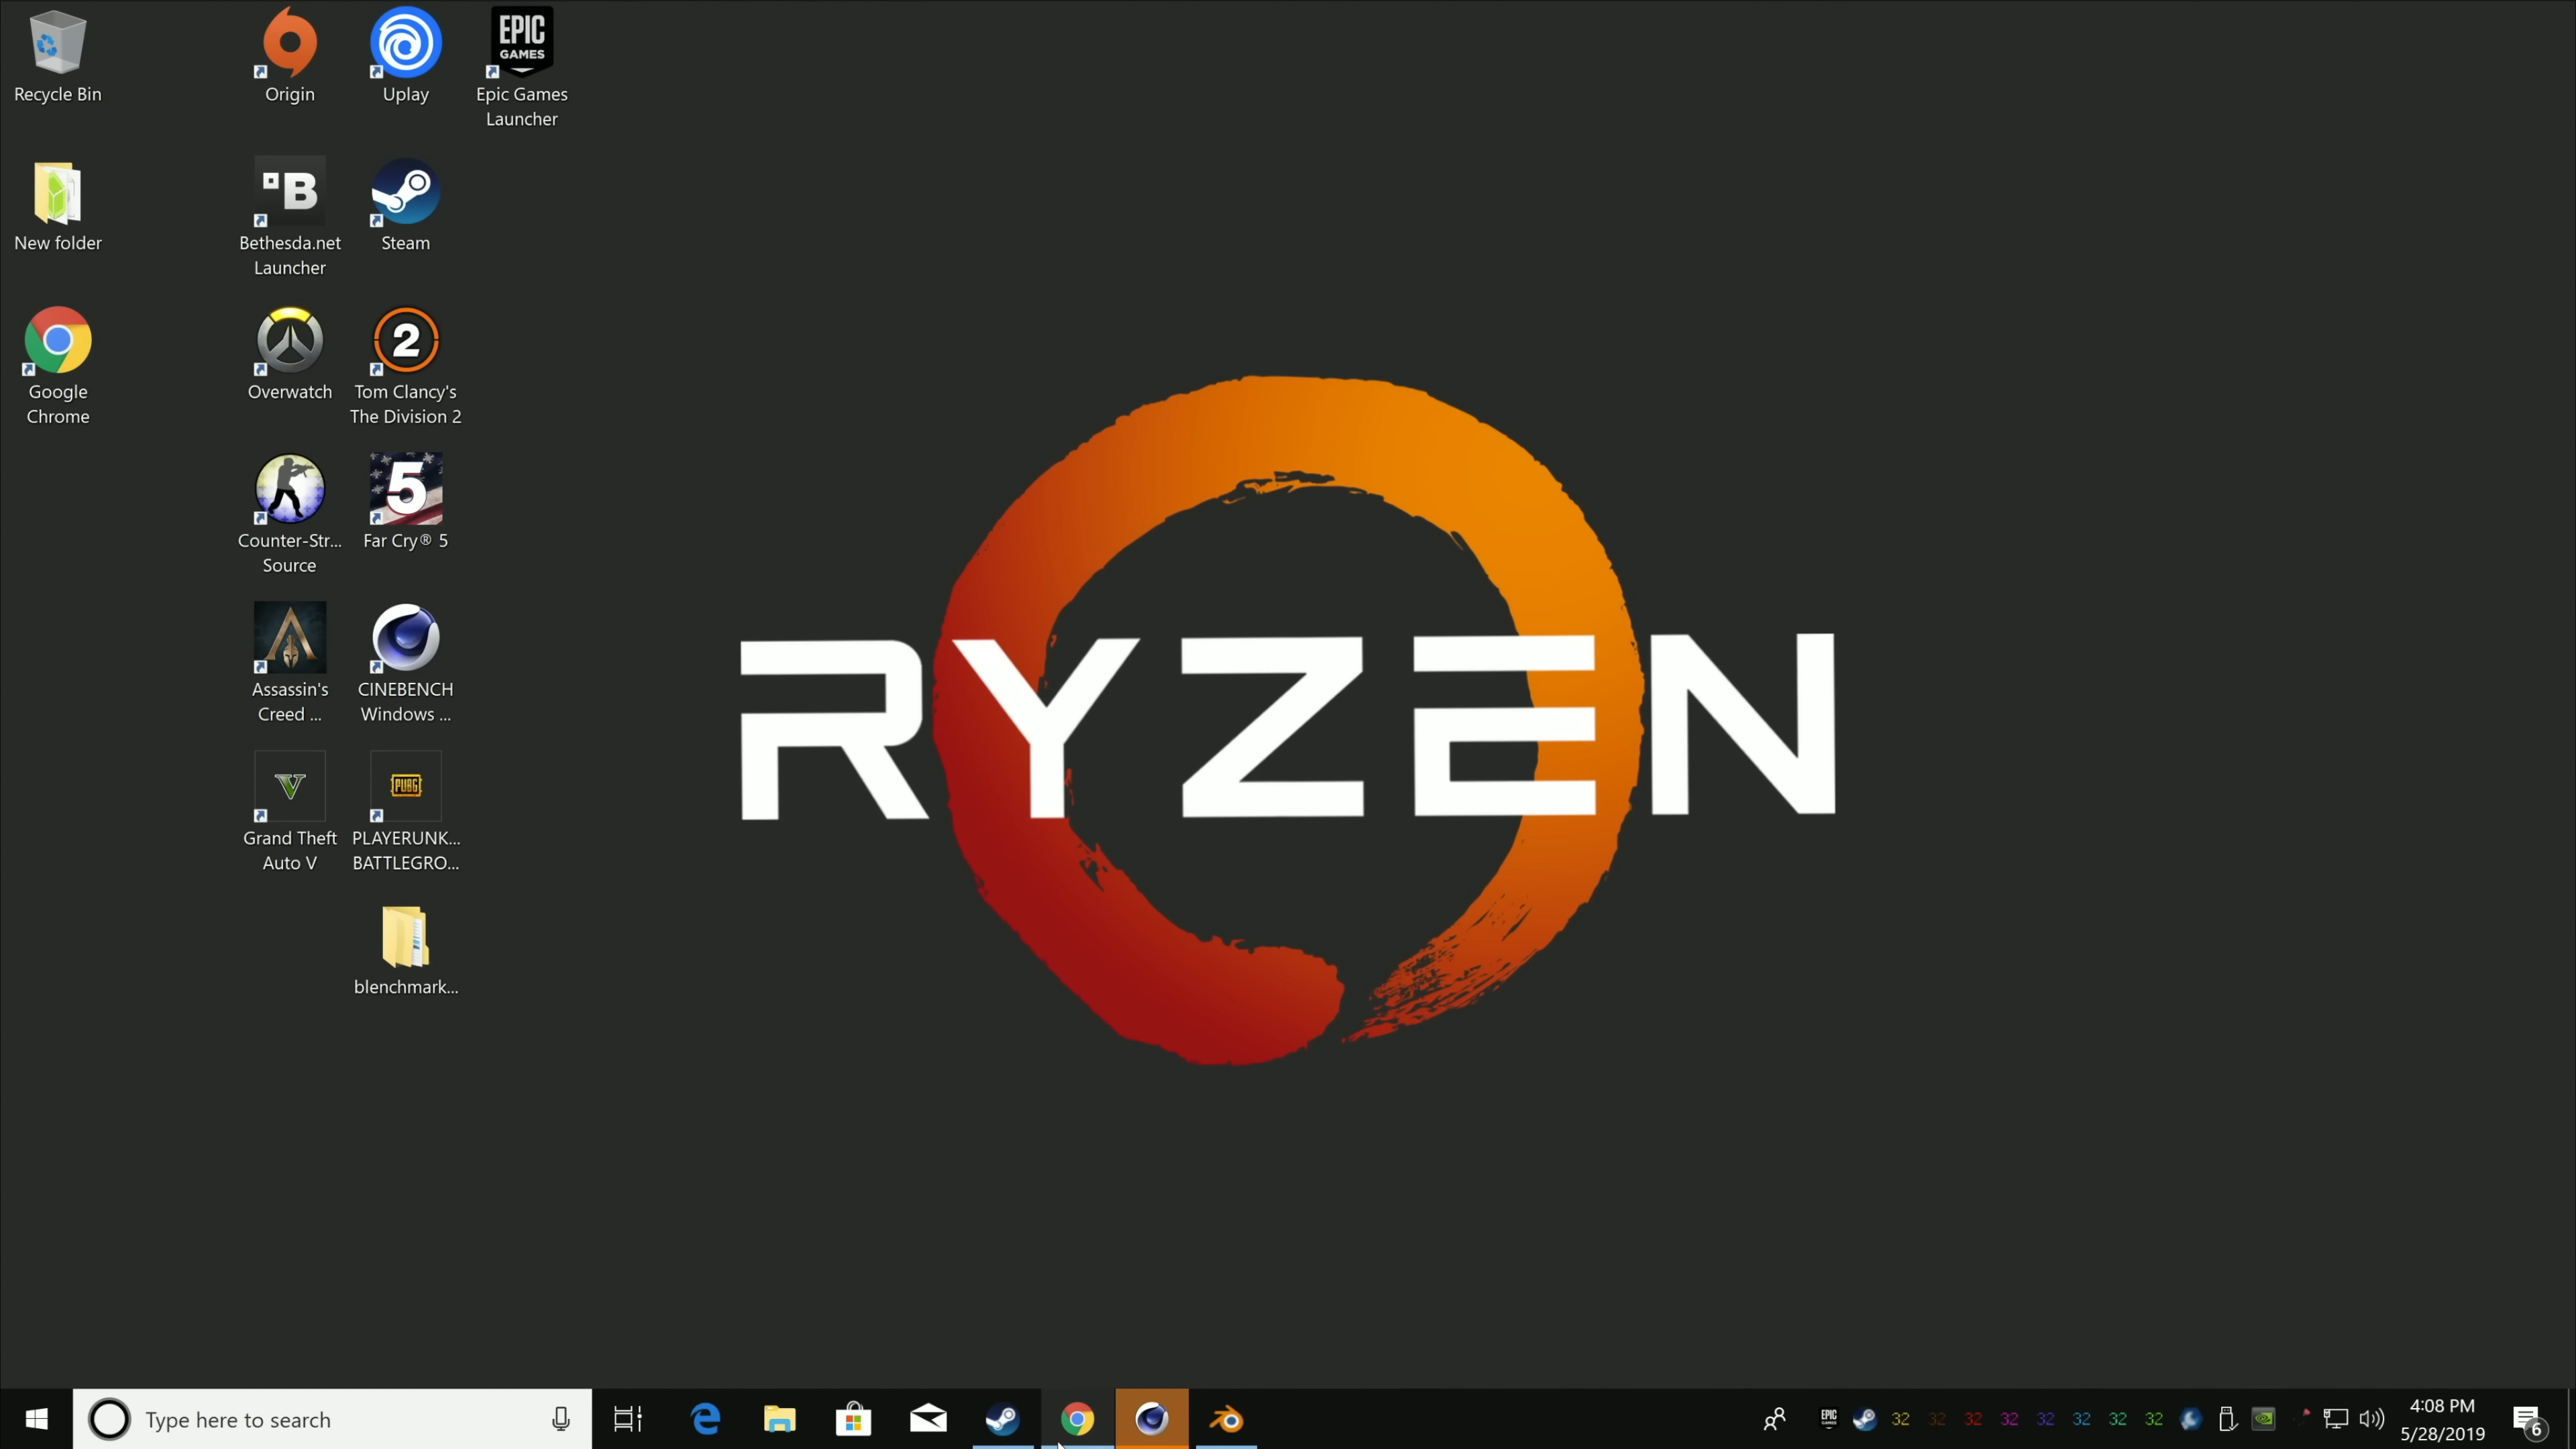 Recycle Bin
Origin
Uplay
EPIC
GAMES
Epic Games
Launcher
New folder
B
Bethesda.net
Launcher
Steam
Google
Chrome
Overwatch
2
Tom Clancy's
The Division 2
Counter-Str...
Source
5
Far Cry® 5
Assassin's
Creed ...
CINEBENCH
Windows ...
V
Grand Theft
Auto V
PUBG
PLAYERUNK...
BATTLEGRO...
blenchmark...
RYZEN
Type here to search
EPIC
32 32 32 32 32 32 32 32
4:08 PM
5/28/2019
6